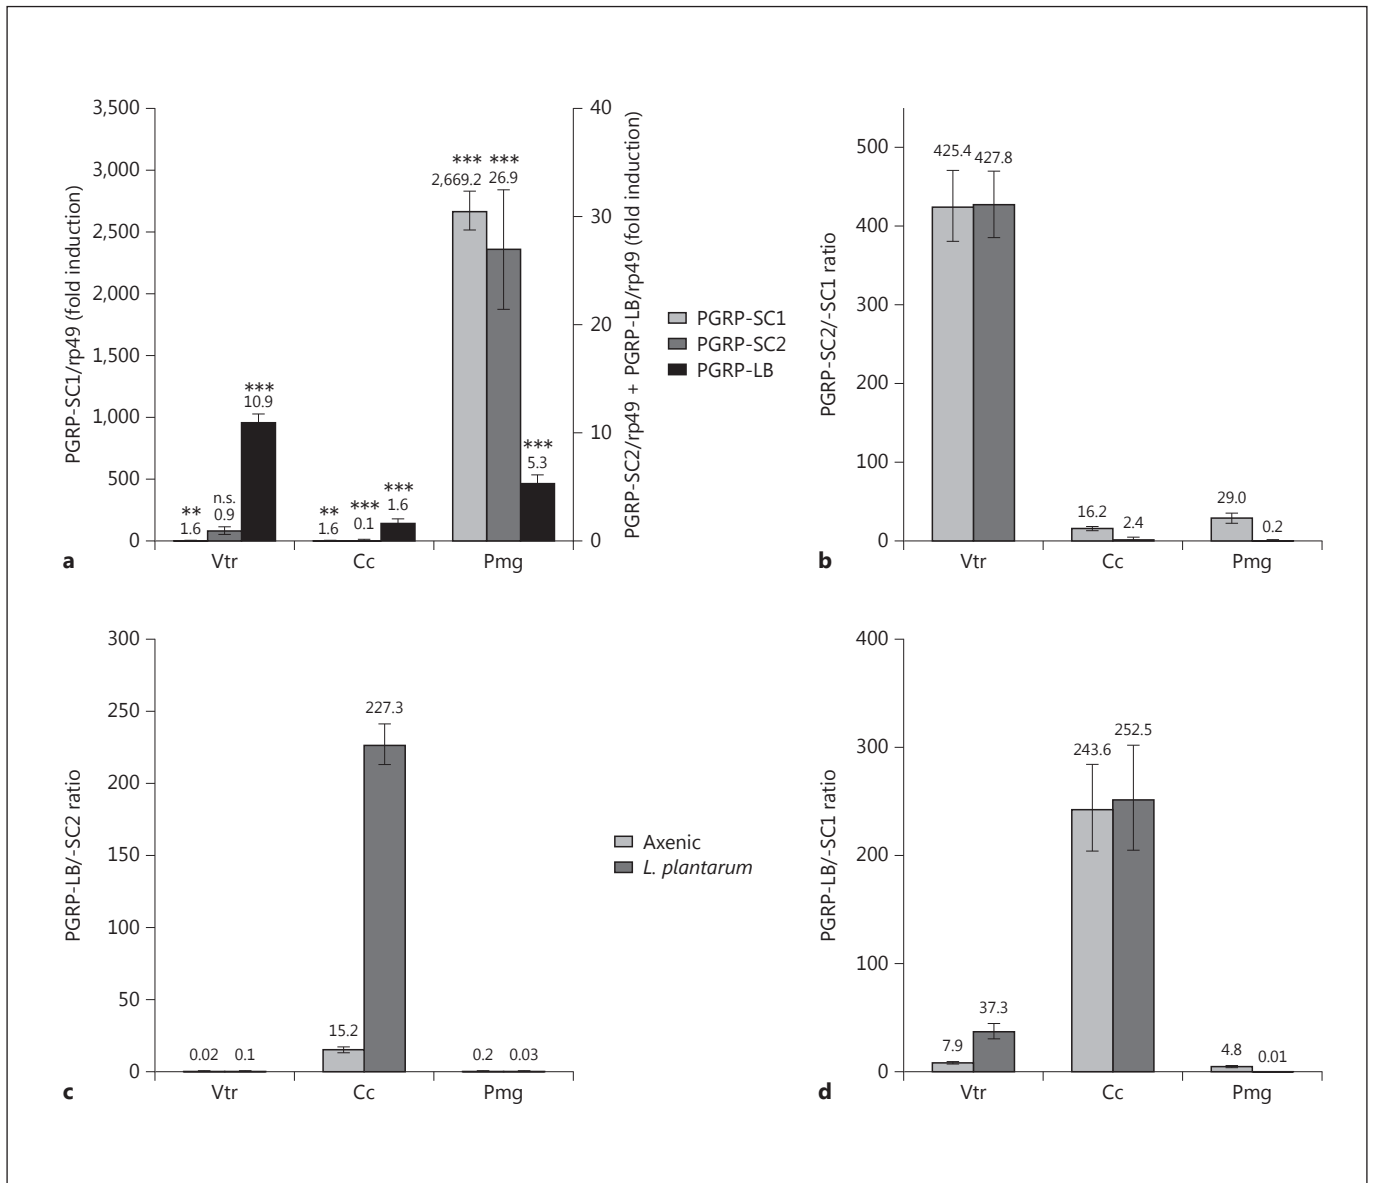 3,500
3,000
2,500
2,000
1,500
1,000
500
0
PGRP-SC1/rp49 (fold induction)
40
30
20
10
0
PGRP-SC2/rp49 + PGRP-LB/rp49 (fold induction)
**
1.6
n.s.
0.9
***
10.9
**
1.6
***
0.1
***
1.6
***
2,669.2
***
26.9
***
5.3
Vtr
Cc
Pmg
a
PGRP-SC1
PGRP-SC2
PGRP-LB
500
400
300
200
100
0
PGRP-SC2/-SC1 ratio
425.4
427.8
16.2
2.4
29.0
0.2
Vtr
Cc
Pmg
b
300
250
200
150
100
50
0
PGRP-LB/-SC2 ratio
0.02
0.1
15.2
227.3
0.2
0.03
Vtr
Cc
Pmg
c
Axenic
L. plantarum
400
300
200
100
0
PGRP-LB/-SC1 ratio
7.9
37.3
243.6
252.5
4.8
0.01
Vtr
Cc
Pmg
d